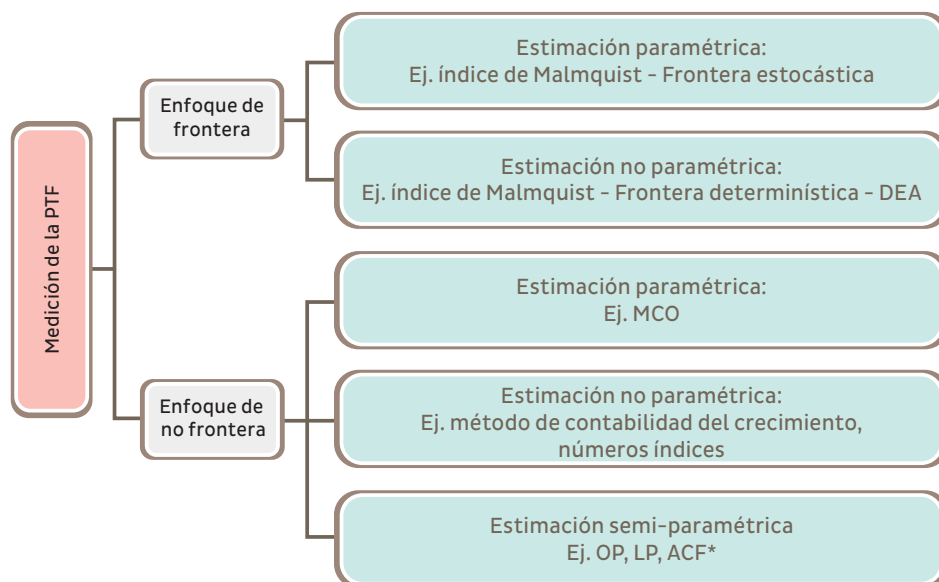 Medición de la PTF
Enfoque de
frontera
Estimación paramétrica:
Ej. índice de Malmquist - Frontera estocástica
Estimación no paramétrica:
Ej. índice de Malmquist - Frontera determinística - DEA
Enfoque de
no frontera
Estimación paramétrica:
Ej. MCO
Estimación no paramétrica:
Ej. método de contabilidad del crecimiento,
números índices
Estimación semi-paramétrica
Ej. OP, LP, ACF*